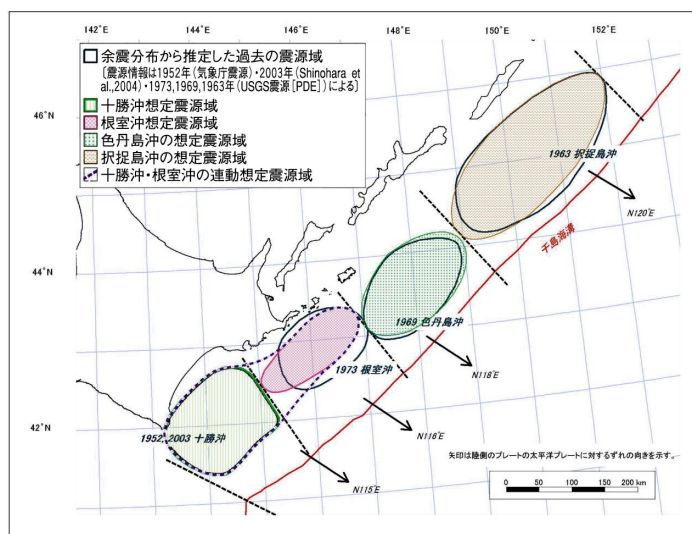 142°E
144°E
146°E
148°E
150°E
152°E
余震分布から推定した過去の震源域
〔震源情報は1952年(気象庁震源)・2003年(Shinohara et
al.,2004)・1973,1969,1963年(USGS震源[PDE])による〕
十勝沖想定震源域
根室沖想定震源域
色丹島沖の想定震源域
択捉島沖の想定震源域
十勝沖・根室沖の連動想定震源域
46°N
1963 択捉島沖
N120°E
千島海溝
44°N
1969 色丹島沖
N118°E
1973 根室沖
42°N
1952, 2003 十勝沖
N116°E
N115°E
矢印は陸側のプレートの太平洋プレートに対するずれの向きを示す。
0 50 100 150 200 km